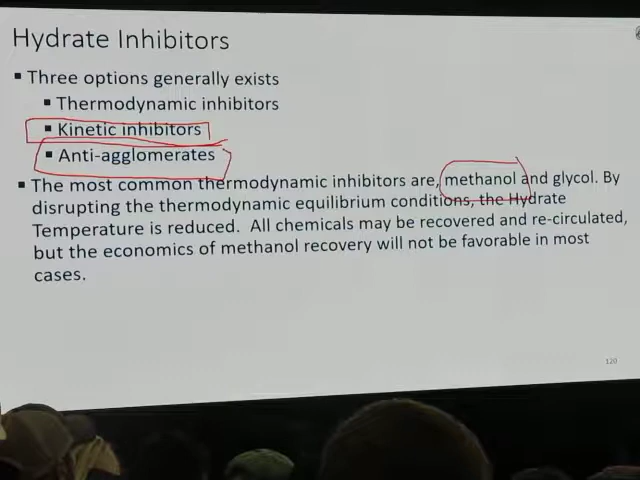 Hydrate Inhibitors
▪ Three options generally exists
▪ Thermodynamic inhibitors
▪ Kinetic inhibitors
▪ Anti-agglomerates
▪ The most common thermodynamic inhibitors are, methanol and glycol. By
disrupting the thermodynamic equilibrium conditions, the Hydrate
Temperature is reduced. All chemicals may be recovered and re-circulated,
but the economics of methanol recovery will not be favorable in most
cases.
120